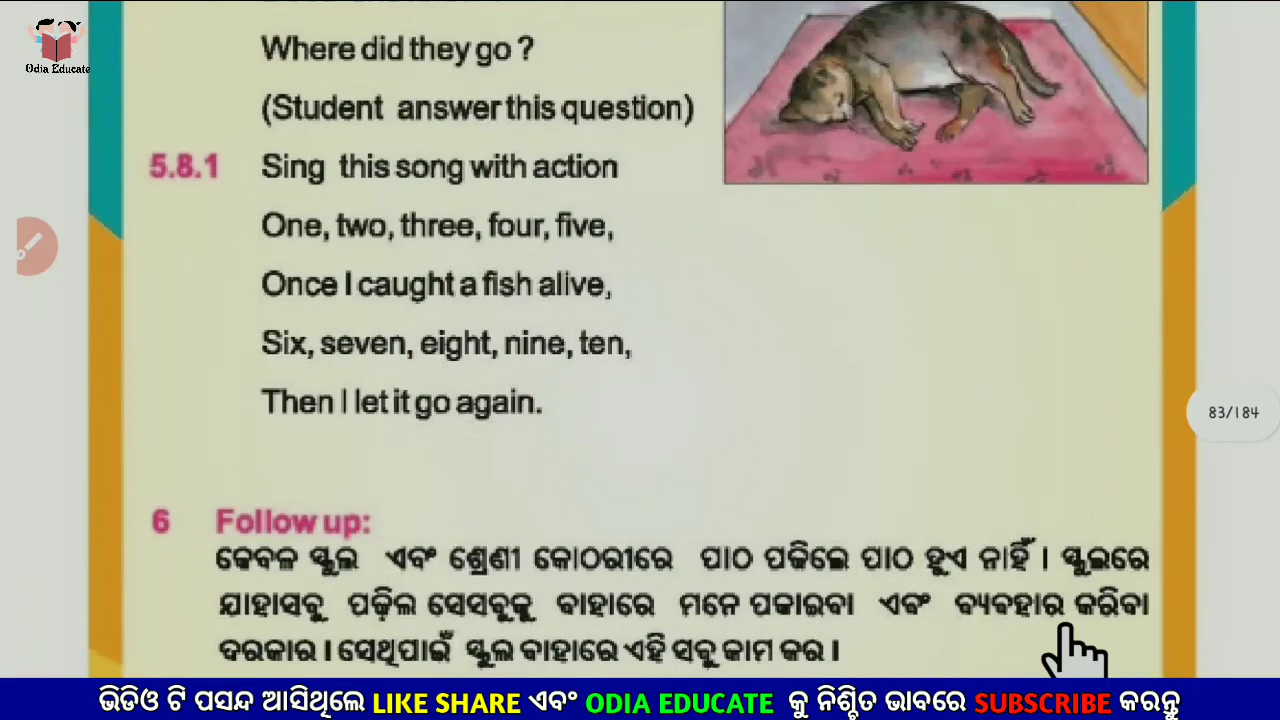 Odia Educate
Where did they go ?
(Student answer this question)
5.8.1 Sing this song with action
One, two, three, four, five,
Once I caught a fish alive,
Six, seven, eight, nine, ten,
Then I let it go again.
83/184
6 Follow up:
କେବଳ ସ୍କୁଲ ଏବଂ ଶ୍ରେଣୀ କୋଠରୀରେ ପାଠ ପଢିଲେ ପାଠ ହୁଏ ନାହିଁ । ସ୍କୁଲରେ
ଯାହାସବୁ ପଢ଼ିଲ ସେସବୁକୁ ବାହାରେ ମନେ ପକାଇବା ଏବଂ ବ୍ୟବହାର କରିବା
ଦରକାର । ସେଥିପାଇଁ ସ୍କୁଲ ବାହାରେ ଏହି ସବୁ କାମ କର ।
ଭିଡିଓ ଟି ପସନ୍ଦ ଆସିଥିଲେ LIKE SHARE ଏବଂ ODIA EDUCATE କୁ ନିଶ୍ଚିତ ଭାବରେ SUBSCRIBE କରନ୍ତୁ